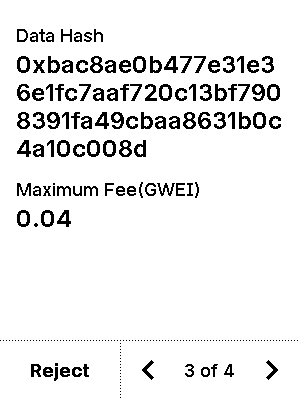 Data Hash
0xbac8ae0b477e31e3
6e1fc7aaf720c13bf790
8391fa49cbaa8631b0c
4a10c008d
Maximum Fee(GWEI)
0.04
Reject
3 of 4